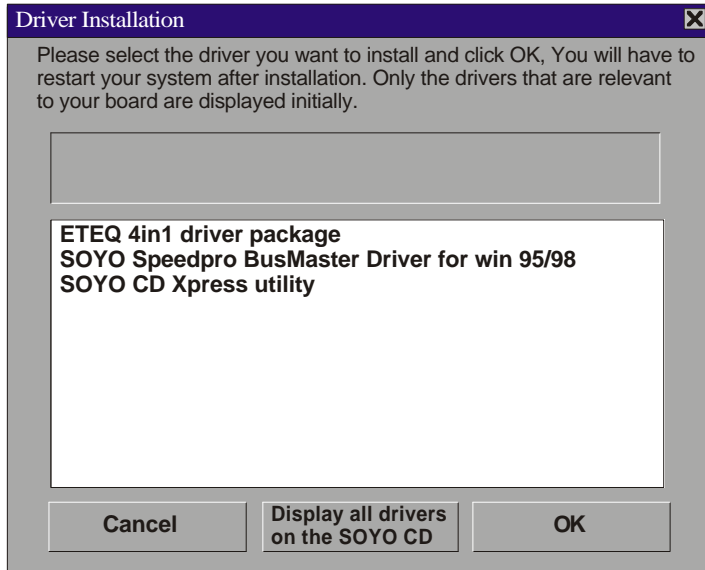 Driver Installation
Please select the driver you want to install and click OK, You will have to
restart your system after installation. Only the drivers that are relevant
to your board are displayed initially.
ETEQ 4in1 driver package
SOYO Speedpro BusMaster Driver for win 95/98
SOYO CD Xpress utility
Cancel
Display all drivers
on the SOYO CD
OK